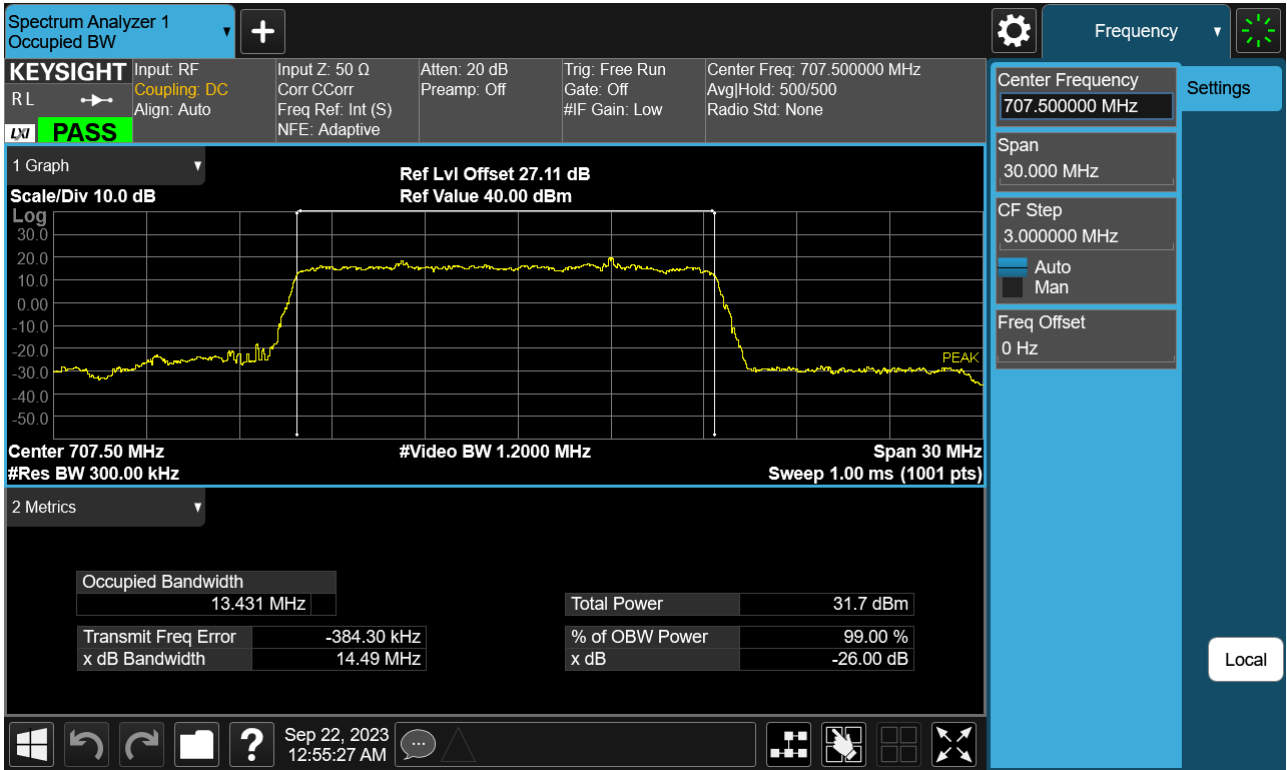 Spectrum Analyzer 1
Occupied BW
+
Frequency
KEYSIGHT
R L
LXI PASS
Input: RF
Coupling: DC
Align: Auto
Input Z: 50 Ω
Corr CCorr
Freq Ref: Int (S)
NFE: Adaptive
Atten: 20 dB
Preamp: Off
Trig: Free Run
Gate: Off
#IF Gain: Low
Center Freq: 707.500000 MHz
Avg|Hold: 500/500
Radio Std: None
1 Graph
Scale/Div 10.0 dB
Ref Lvl Offset 27.11 dB
Ref Value 40.00 dBm
Log
30.0
20.0
10.0
0.00
-10.0
-20.0
-30.0
-40.0
-50.0
PEAK
Center 707.50 MHz
#Video BW 1.2000 MHz
Span 30 MHz
#Res BW 300.00 kHz
Sweep 1.00 ms (1001 pts)
2 Metrics
Occupied Bandwidth
13.431 MHz
Total Power 31.7 dBm
Transmit Freq Error -384.30 kHz
% of OBW Power 99.00 %
x dB Bandwidth 14.49 MHz
x dB -26.00 dB
?
Sep 22, 2023
12:55:27 AM
Center Frequency
707.500000 MHz
Settings
Span
30.000 MHz
CF Step
3.000000 MHz
Auto
Man
Freq Offset
0 Hz
Local